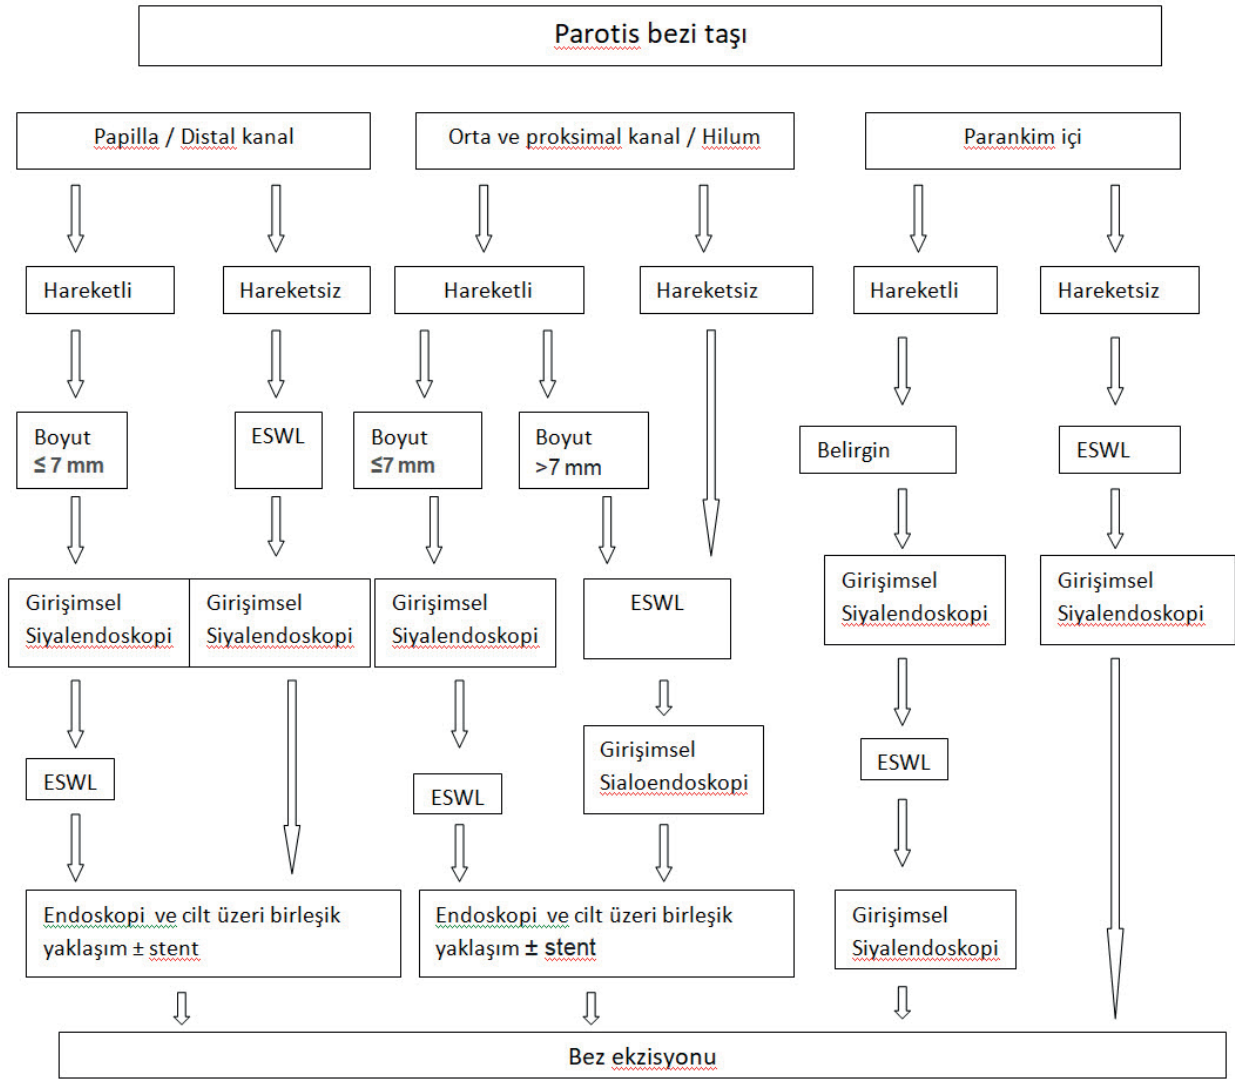 Parotis bezi taşı
Papilla / Distal kanal
Orta ve proksimal kanal / Hilum
Parankim içi
Hareketli
Hareketsiz
Hareketli
Hareketsiz
Hareketli
Hareketsiz
Boyut
≤ 7 mm
ESWL
Boyut
≤7 mm
Boyut
>7 mm
Belirgin
ESWL
Girişimsel
Siyalendoskopi
Girişimsel
Siyalendoskopi
Girişimsel
Siyalendoskopi
ESWL
Girişimsel
Siyalendoskopi
Girişimsel
Siyalendoskopi
ESWL
ESWL
Girişimsel
Sialoendoskopi
ESWL
Endoskopi ve cilt üzeri birleşik
yaklaşım ± stent
Endoskopi ve cilt üzeri birleşik
yaklaşım ± stent
Girişimsel
Siyalendoskopi
Bez ekzisyonu